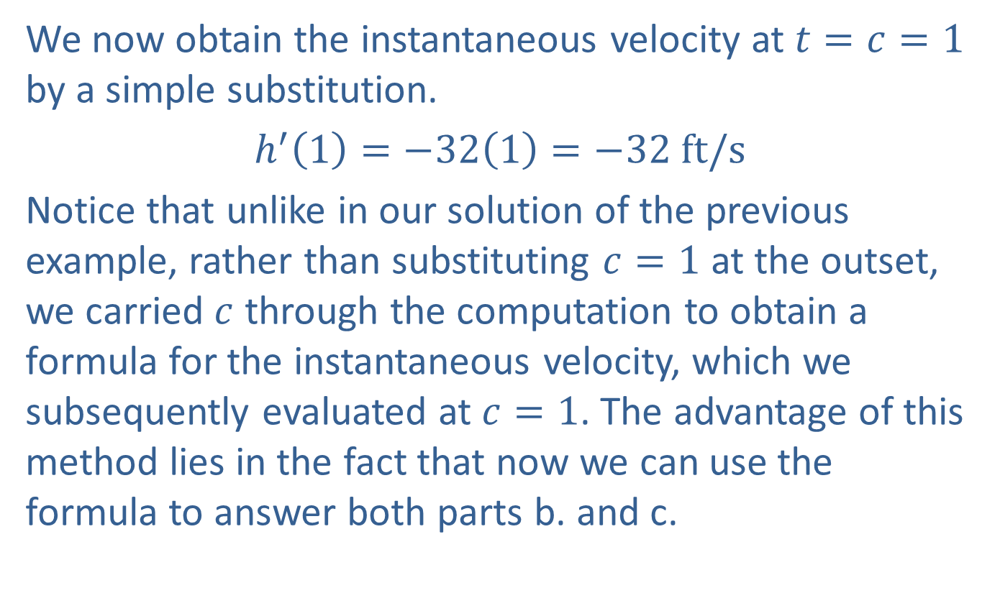 We now obtain the instantaneous velocity at 𝑡 = 𝑐 = 1
by a simple substitution.
ℎ′(1) = −32(1) = −32 ft/s
Notice that unlike in our solution of the previous
example, rather than substituting 𝑐 = 1 at the outset,
we carried 𝑐 through the computation to obtain a
formula for the instantaneous velocity, which we
subsequently evaluated at 𝑐 = 1. The advantage of this
method lies in the fact that now we can use the
formula to answer both parts b. and c.